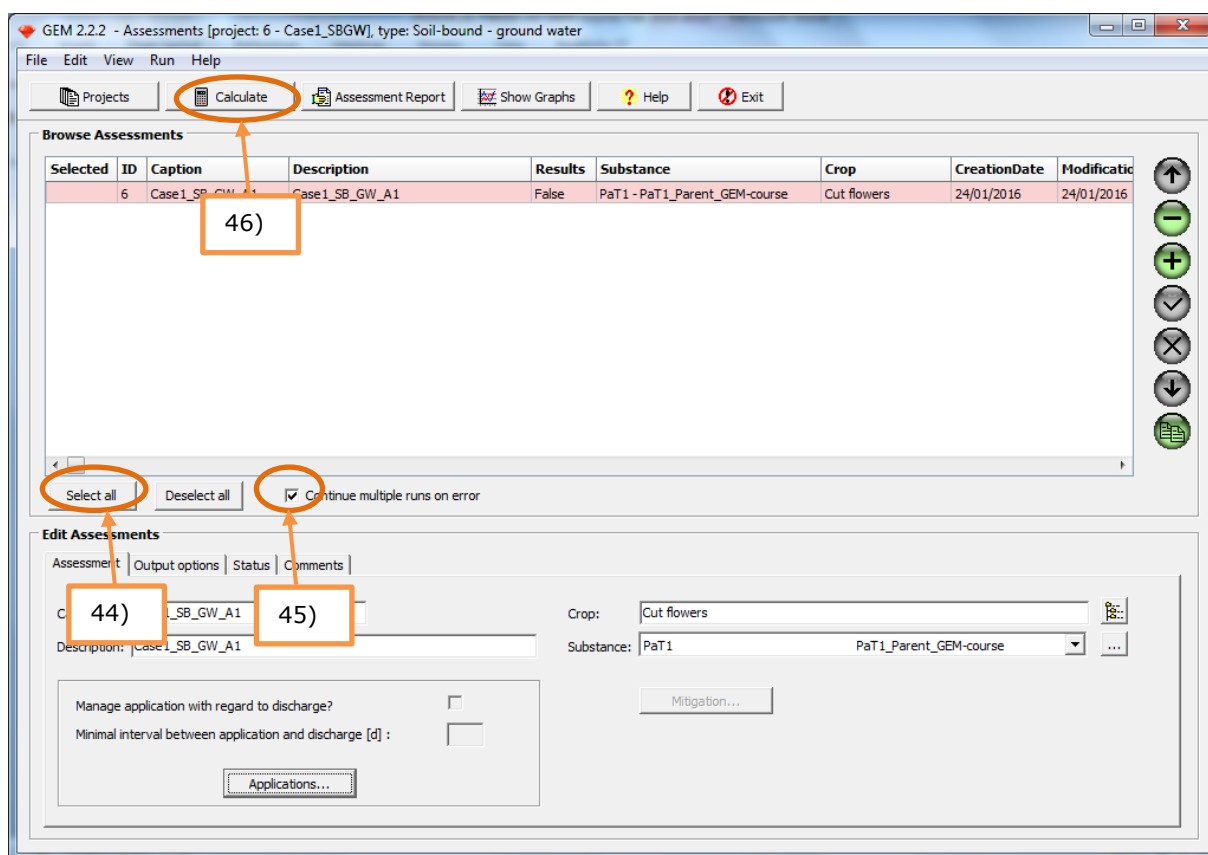 GEM 2.2.2 - Assessments [project: 6 - Case1_SBGW], type: Soil-bound - ground water
File Edit View Run Help
Projects Calculate Assessment Report Show Graphs Help Exit
Browse Assessments
Selected ID Caption Description Results Substance Crop CreationDate Modificatio
6 Case1_SB_GW_A1 Case1_SB_GW_A1 False PaT1 - PaT1_Parent_GEM-course Cut flowers 24/01/2016 24/01/2016
46)
Select all Deselect all Continue multiple runs on error
Edit Assessments
Assessment Output options Status Comments
44) 45)
1_SB_GW_A1 Crop: Cut flowers
Description: Case1_SB_GW_A1 Substance: PaT1 PaT1_Parent_GEM-course ...
Manage application with regard to discharge? Mitigation...
Minimal interval between application and discharge [d] :
Applications...